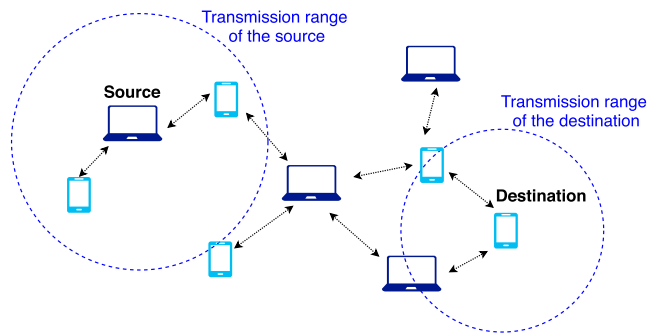 Transmission range
of the source
Source
Transmission range
of the destination
Destination